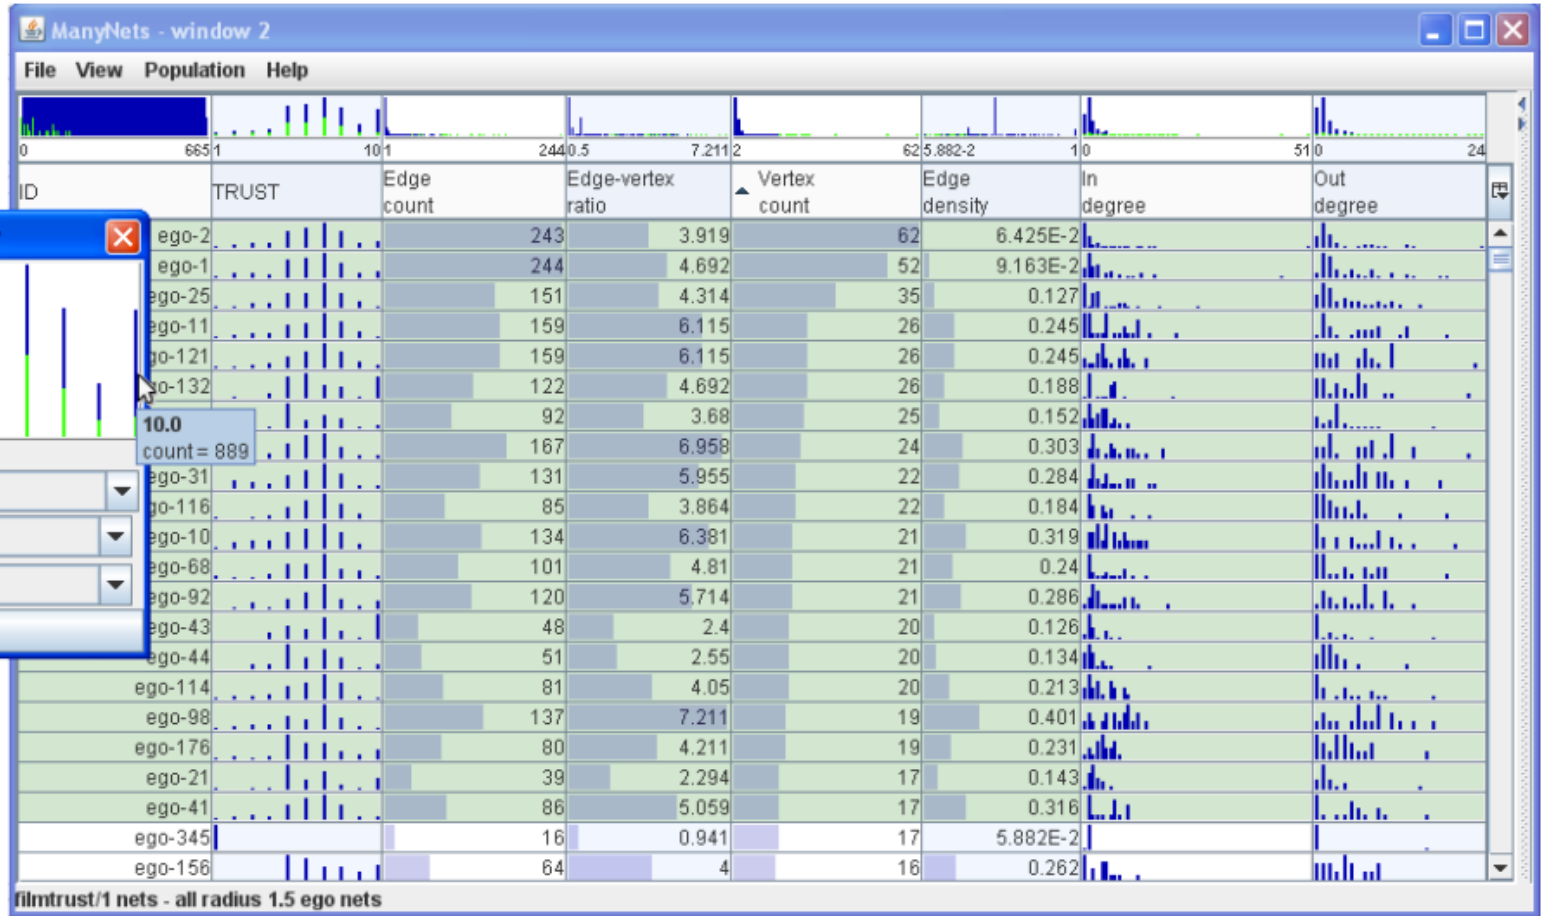 ManyNets - window 2
File View Population Help
0 665 1 10 1 244 0.5 7.211 2 62 5.882-2 1 0 51 0 24
ID TRUST Edge count Edge-vertex ratio Vertex count Edge density In degree Out degree
ego-2 243 3.919 62 6.425E-2
ego-1 244 4.692 52 9.163E-2
ego-25 151 4.314 35 0.127
ego-11 159 6.115 26 0.245
go-121 159 6.115 26 0.245
go-132 122 4.692 26 0.188
10.0 92 3.68 25 0.152
count = 889 167 6.958 24 0.303
ego-31 131 5.955 22 0.284
go-116 85 3.864 22 0.184
ego-10 134 6.381 21 0.319
ego-68 101 4.81 21 0.24
ego-92 120 5.714 21 0.286
ego-43 48 2.4 20 0.126
ego-44 51 2.55 20 0.134
ego-114 81 4.05 20 0.213
ego-98 137 7.211 19 0.401
ego-176 80 4.211 19 0.231
ego-21 39 2.294 17 0.143
ego-41 86 5.059 17 0.316
ego-345 16 0.941 17 5.882E-2
ego-156 64 4 16 0.262
filmtrust/1 nets - all radius 1.5 ego nets